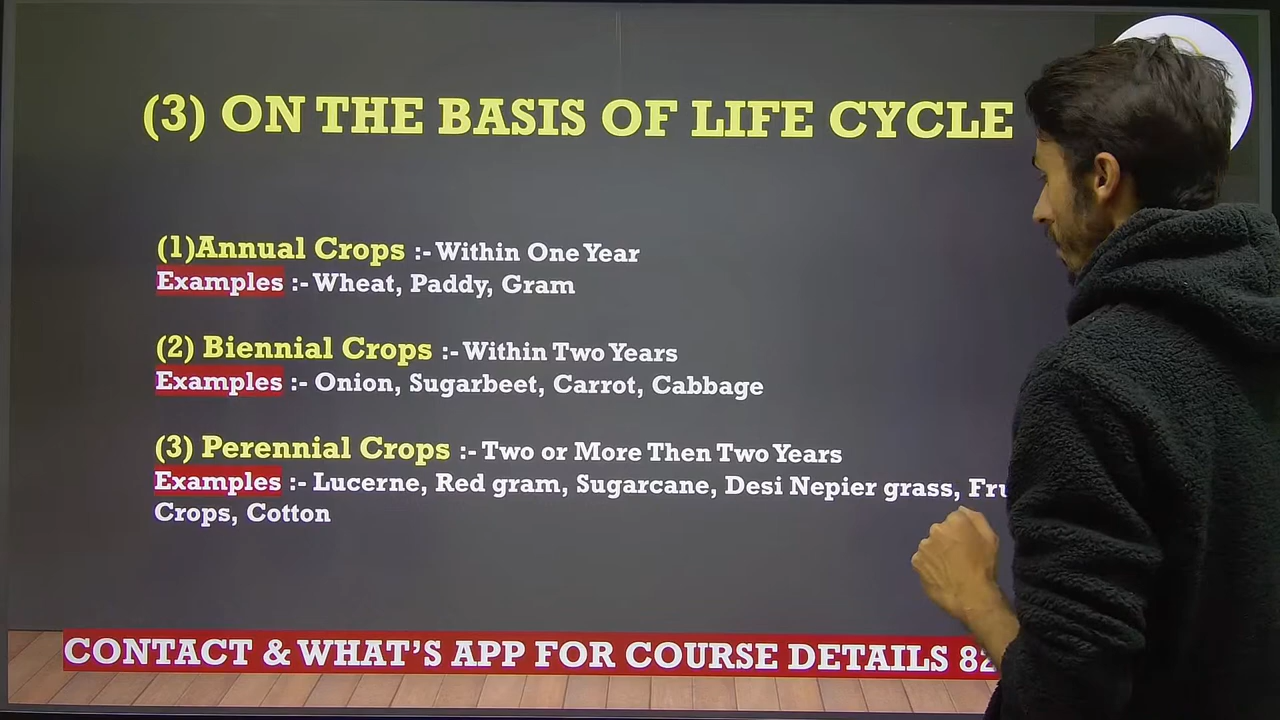 (3) ON THE BASIS OF LIFE CYCLE
(1)Annual Crops :- Within One Year
Examples :- Wheat, Paddy, Gram
(2) Biennial Crops :- Within Two Years
Examples :- Onion, Sugarbeet, Carrot, Cabbage
(3) Perennial Crops :- Two or More Then Two Years
Examples :- Lucerne, Red gram, Sugarcane, Desi Nepier grass,
Crops, Cotton
CONTACT & WHAT'S APP FOR COURSE DETAILS